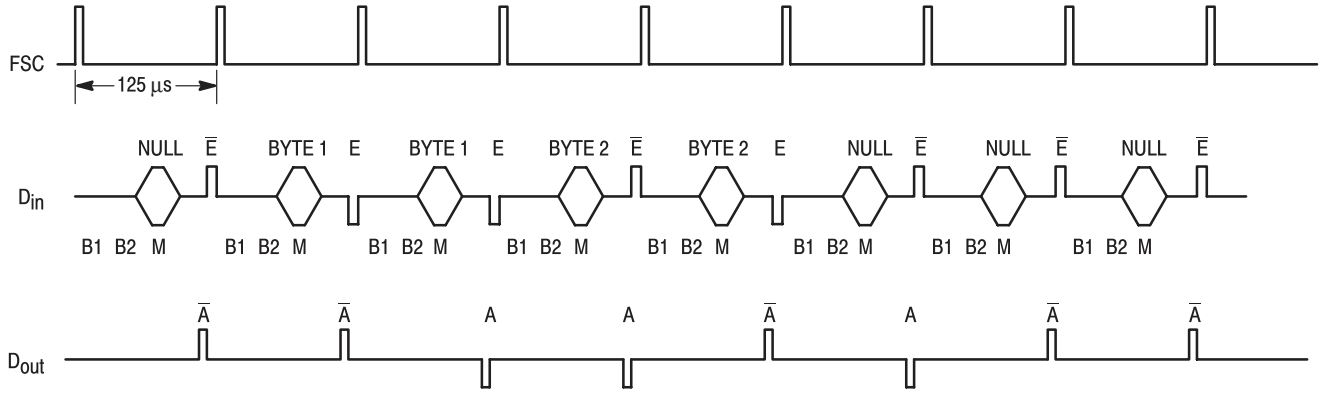 FSC
125 μs
NULL E̅ BYTE 1 E BYTE 1 E BYTE 2 E̅ BYTE 2 E NULL E̅ NULL E̅ NULL E̅
Din
B1 B2 M B1 B2 M B1 B2 M B1 B2 M B1 B2 M B1 B2 M B1 B2 M B1 B2 M
A̅ A̅ A A A̅ A A̅ A̅
Dout